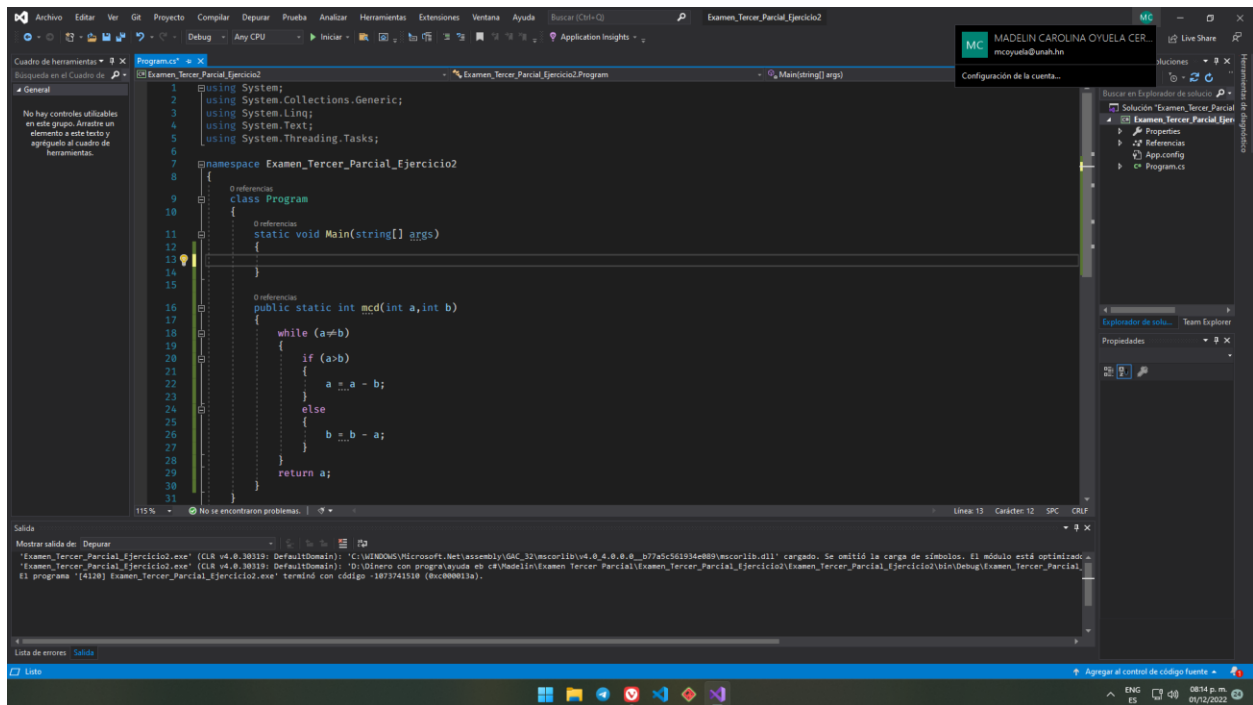 Archivo Editar Ver Git Proyecto Compilar Depurar Prueba Analizar Herramientas Extensiones Ventana Ayuda Buscar (Ctrl+Q) Examen_Tercer_Parcial_Ejercicio2 MC
Debug Any CPU Iniciar Application Insights Live Share
MC MADELIN CAROLINA OYUELA CER...
mcoyuela@unah.hn
Configuración de la cuenta...
Cuadro de herramientas
Búsqueda en el Cuadro de
General
No hay controles utilizables
en este grupo. Arrastre un
elemento a este texto y
agréguelo al cuadro de
herramientas.
Program.cs*
Examen_Tercer_Parcial_Ejercicio2 Examen_Tercer_Parcial_Ejercicio2.Program Main(string[] args)
1 using System;
2 using System.Collections.Generic;
3 using System.Linq;
4 using System.Text;
5 using System.Threading.Tasks;
6
7 namespace Examen_Tercer_Parcial_Ejercicio2
8 {
0 referencias
9 class Program
10 {
0 referencias
11 static void Main(string[] args)
12 {
13
14 }
15
0 referencias
16 public static int mcd(int a,int b)
17 {
18 while (a≠b)
19 {
20 if (a>b)
21 {
22 a = a - b;
23 }
24 else
25 {
26 b = b - a;
27 }
28 }
29 return a;
30 }
31 }
115 % No se encontraron problemas. Línea: 13 Carácter: 12 SPC CRLF
oluciones
Buscar en Explorador de solucio
Solución "Examen_Tercer_Parcial
Examen_Tercer_Parcial_Ejer
Properties
Referencias
App.config
C# Program.cs
Explorador de solu... Team Explorer
Propiedades
Herramientas de diagnóstico
Salida
Mostrar salida de: Depurar
'Examen_Tercer_Parcial_Ejercicio2.exe' (CLR v4.0.30319: DefaultDomain): 'C:\WINDOWS\Microsoft.Net\assembly\GAC_32\mscorlib\v4.0_4.0.0.0__b77a5c561934e089\mscorlib.dll' cargado. Se omitió la carga de símbolos. El módulo está optimizado
'Examen_Tercer_Parcial_Ejercicio2.exe' (CLR v4.0.30319: DefaultDomain): 'D:\Dinero con progra\ayuda eb c#\Madelin\Examen Tercer Parcial\Examen_Tercer_Parcial_Ejercicio2\Examen_Tercer_Parcial_Ejercicio2\bin\Debug\Examen_Tercer_Parcial_
El programa '[4120] Examen_Tercer_Parcial_Ejercicio2.exe' terminó con código -1073741510 (0xc000013a).
Lista de errores Salida
Listo Agregar al control de código fuente
ENG 08:14 p. m.
ES 01/12/2022 24